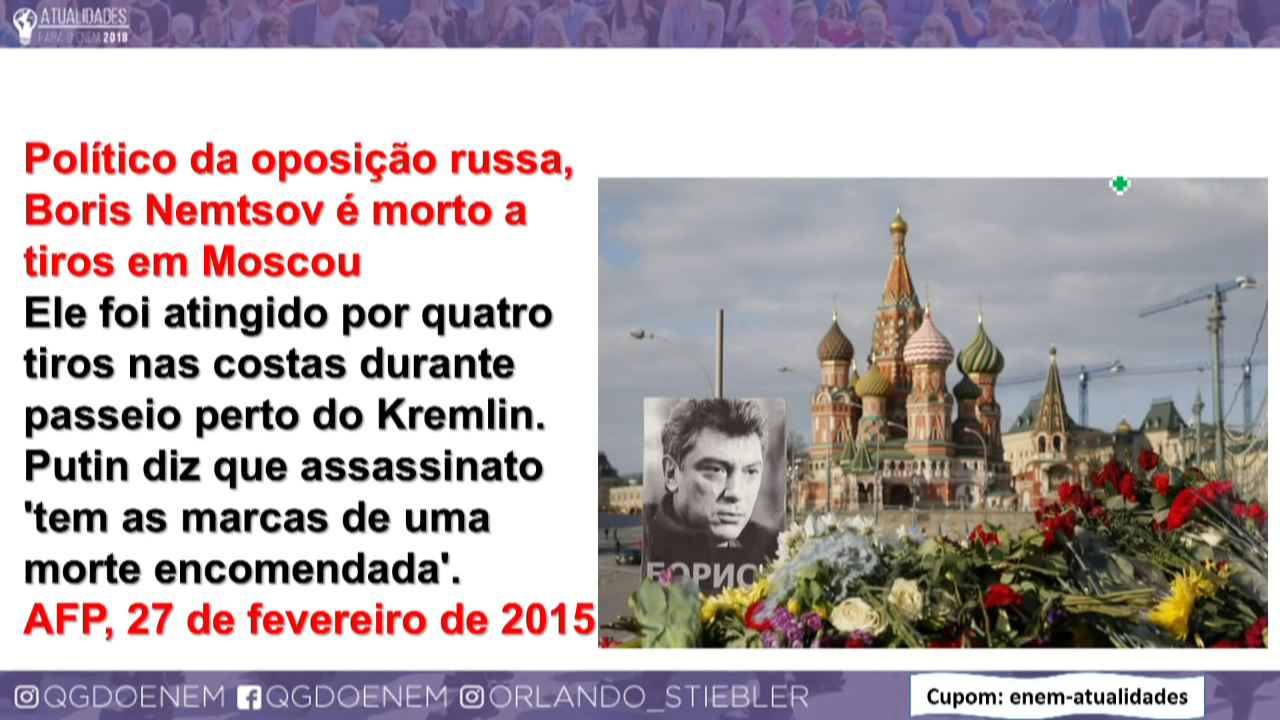 ATUALIDADES
PARA O ENEM 2018
Político da oposição russa,
Boris Nemtsov é morto a
tiros em Moscou
Ele foi atingido por quatro
tiros nas costas durante
passeio perto do Kremlin.
Putin diz que assassinato
'tem as marcas de uma
morte encomendada'.
AFP, 27 de fevereiro de 2015
БОРИС
@QGDOENEM QGDOENEM ORLANDO_STIEBLER
Cupom: enem-atualidades